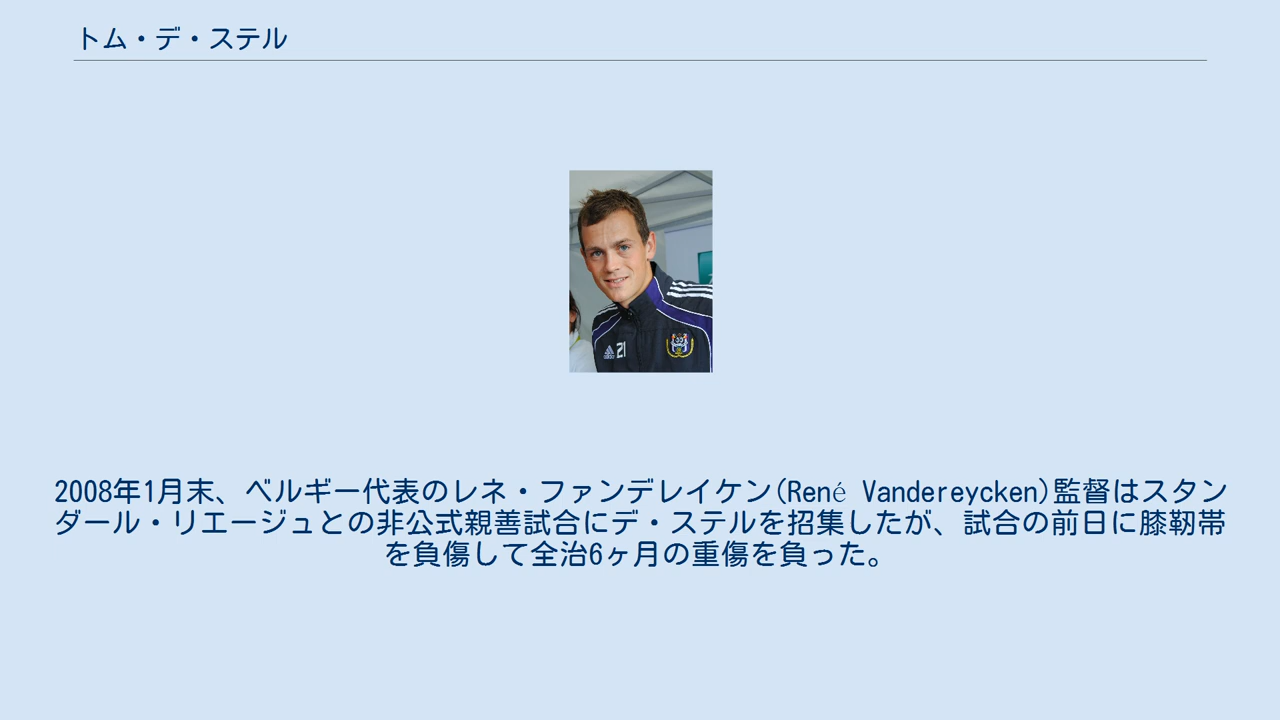 トム・デ・ステル
adidas
21
2008年1月末、ベルギー代表のレネ・ファンデレイケン(René Vandereycken)監督はスタン
ダール・リエージュとの非公式親善試合にデ・ステルを招集したが、試合の前日に膝靭帯
を負傷して全治6ヶ月の重傷を負った。